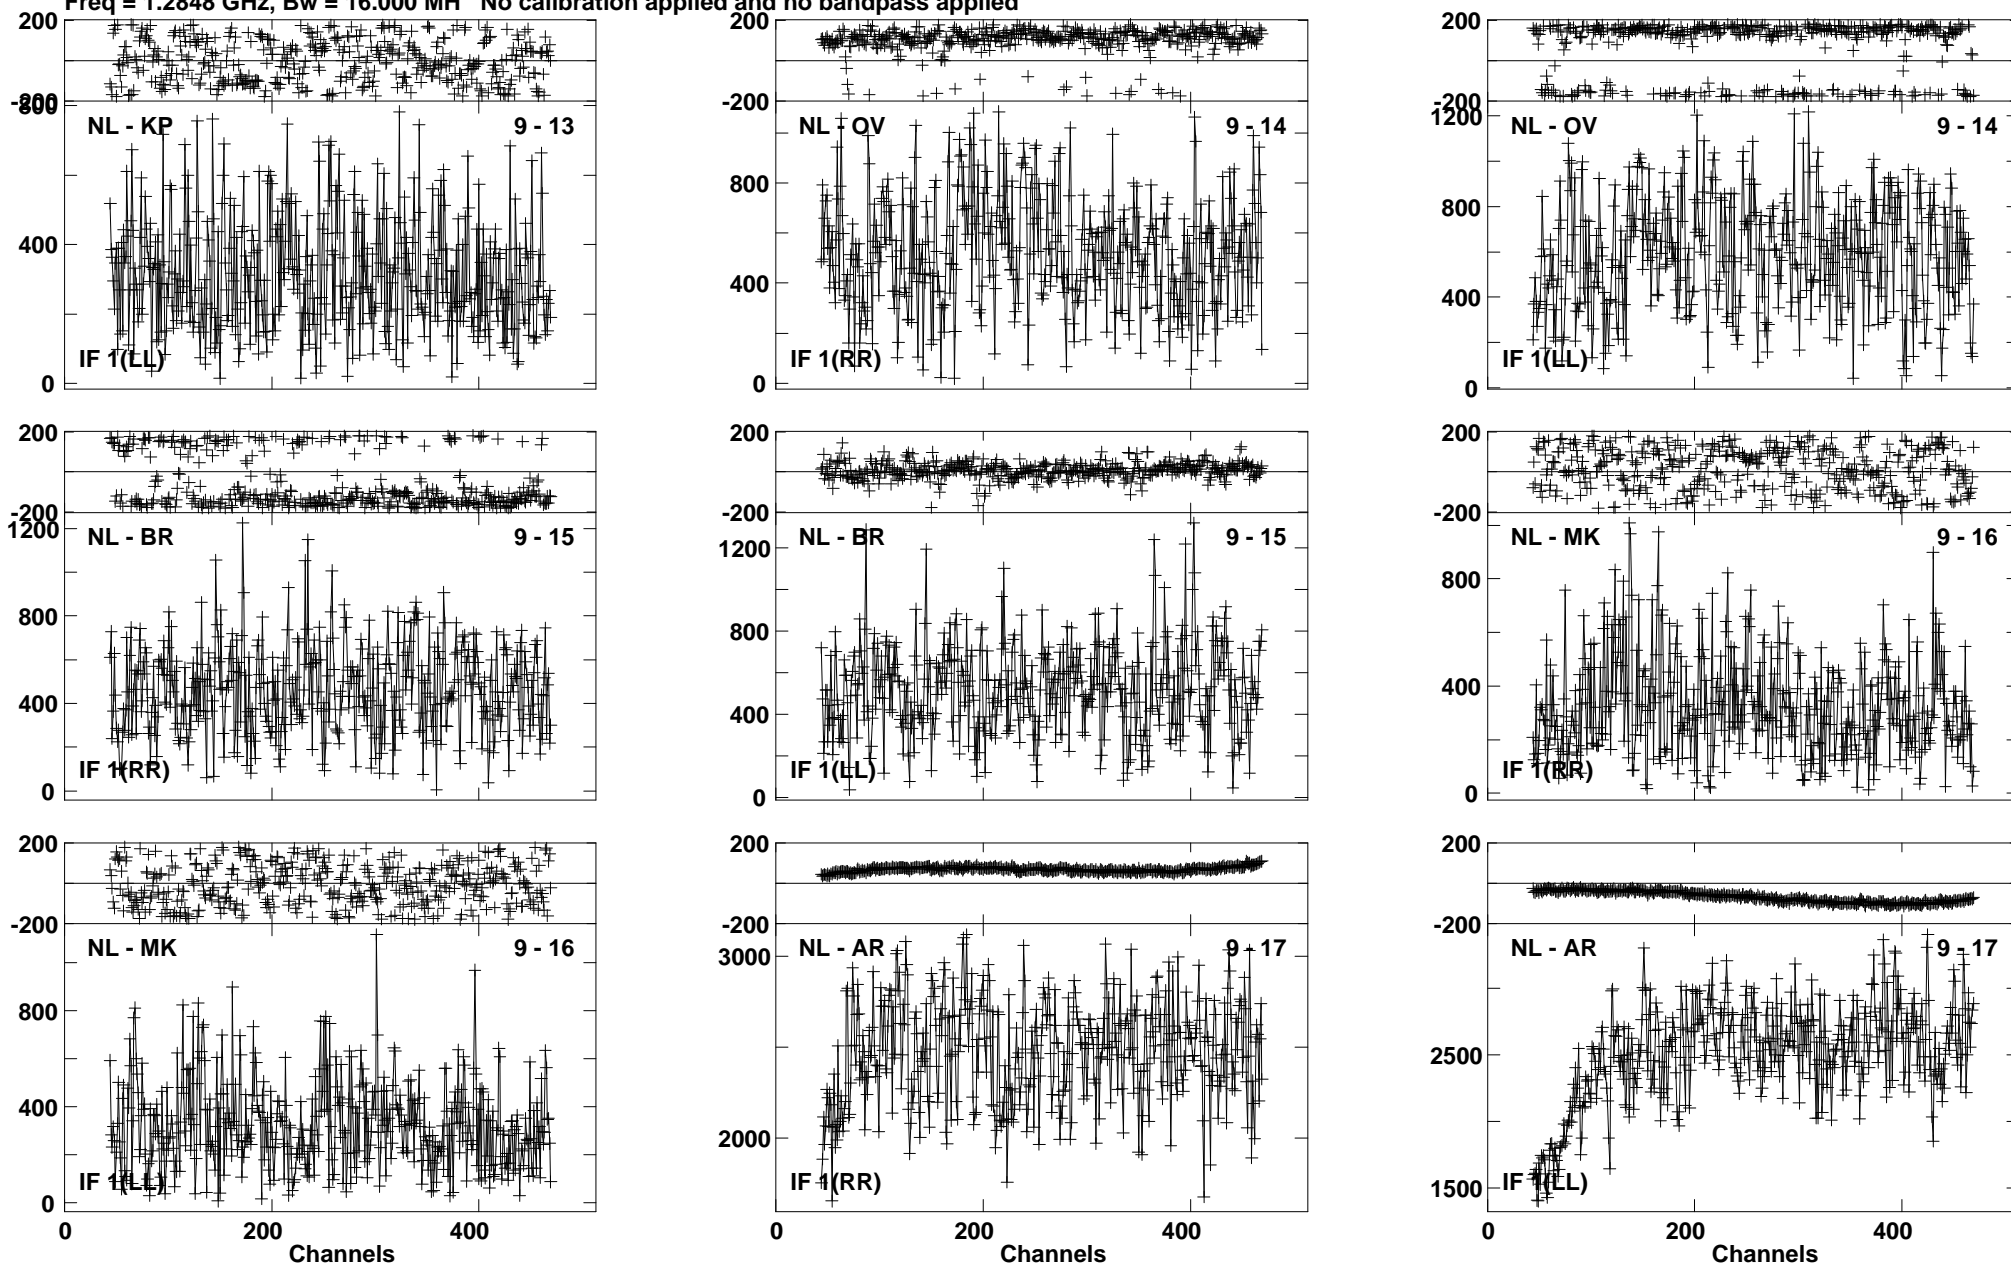 Freq = 1.2848 GHz, Bw = 16.000 MH No calibration applied and no bandpass applied
200
-200
800
NL - KP
9 - 13
400
IF 1(LL)
0
200
-200
NL - OV
9 - 14
800
400
IF 1(RR)
0
200
-200
1200
NL - OV
9 - 14
800
400
IF 1(LL)
0
200
-200
1200
NL - BR
9 - 15
800
400
IF 1(RR)
0
200
-200
NL - BR
9 - 15
1200
800
400
IF 1(LL)
0
200
-200
NL - MK
9 - 16
800
400
IF 1(RR)
0
200
-200
NL - MK
9 - 16
800
400
IF 1(LL)
0
0 200 400
Channels
200
-200
NL - AR
9 - 17
3000
2000
IF 1(RR)
0 200 400
Channels
200
-200
NL - AR
9 - 17
2500
1500
IF 1(LL)
0 200 400
Channels